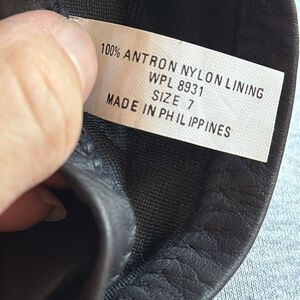 100% ANTRON NYLON LINING
WPL 8931
SIZE 7
MADE IN PHILIPPINES